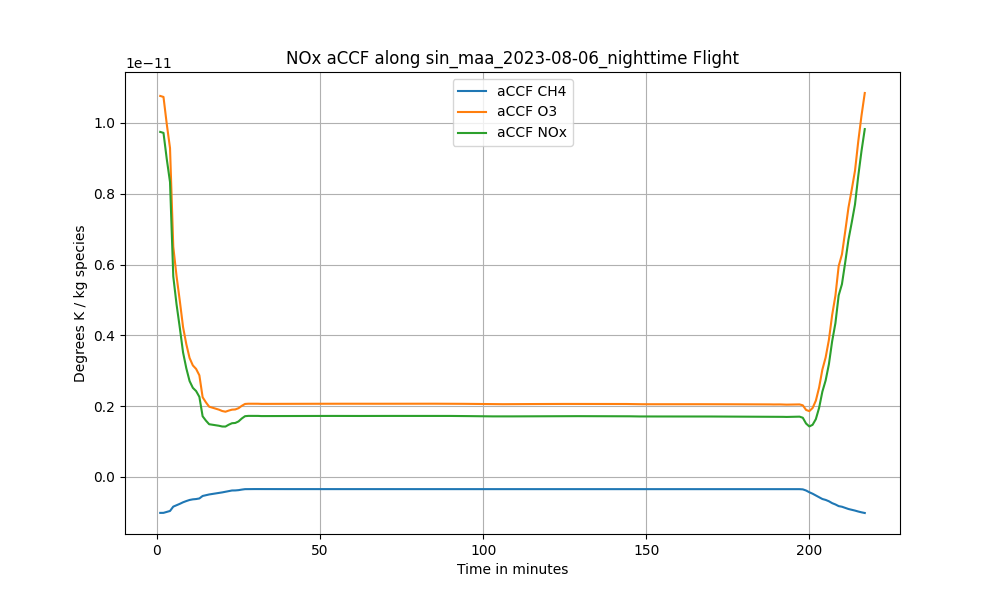 NOx aCCF along sin_maa_2023-08-06_nighttime Flight
1e−11
aCCF CH4
aCCF O3
aCCF NOx
Degrees K / kg species
1.0
0.8
0.6
0.4
0.2
0.0
0
50
100
150
200
Time in minutes